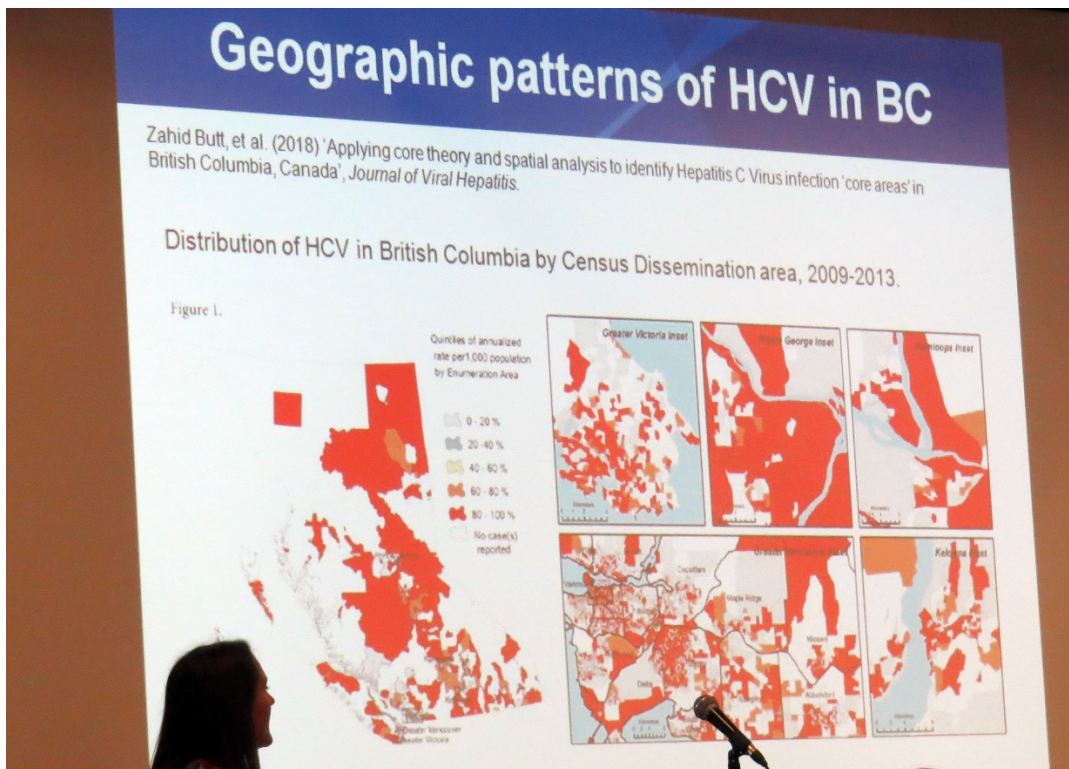 Geographic patterns of HCV in BC
Zahid Butt, et al. (2018) 'Applying core theory and spatial analysis to identify Hepatitis C Virus infection 'core areas' in
British Columbia, Canada', Journal of Viral Hepatitis.
Distribution of HCV in British Columbia by Census Dissemination area, 2009-2013.
Figure 1.
Quintiles of annualized
rate per1,000 population
by Enumeration Area
0 - 20 %
20 - 40 %
40 - 60 %
60 - 80 %
80 - 100 %
No case(s)
reported
Greater Vancouver
Greater Victoria
Greater Victoria Inset
George Inset
Kamloops Inset
Coquitlam
Maple Ridge
Delta
Abbotsford
Kelowna Inset